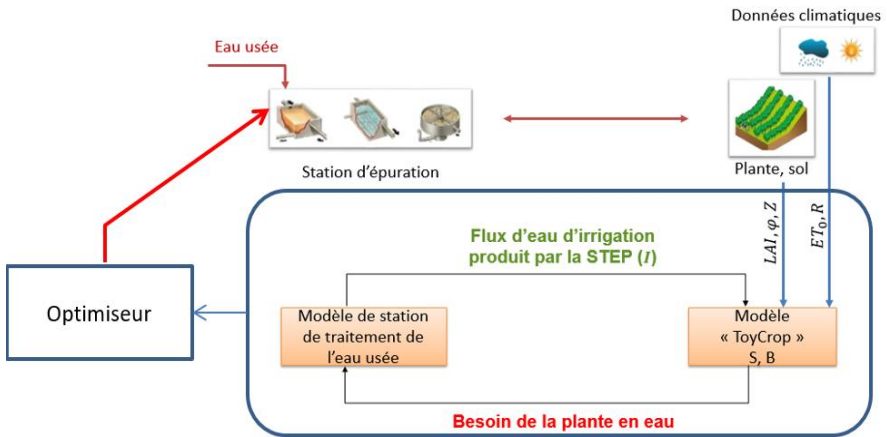 Données climatiques
Eau usée
Station d’épuration
Plante, sol
LAI, φ, Z
ET₀, R
Flux d’eau d’irrigation
produit par la STEP (I)
Optimiseur
Modèle de station
de traitement de
l’eau usée
Modèle
« ToyCrop »
S, B
Besoin de la plante en eau